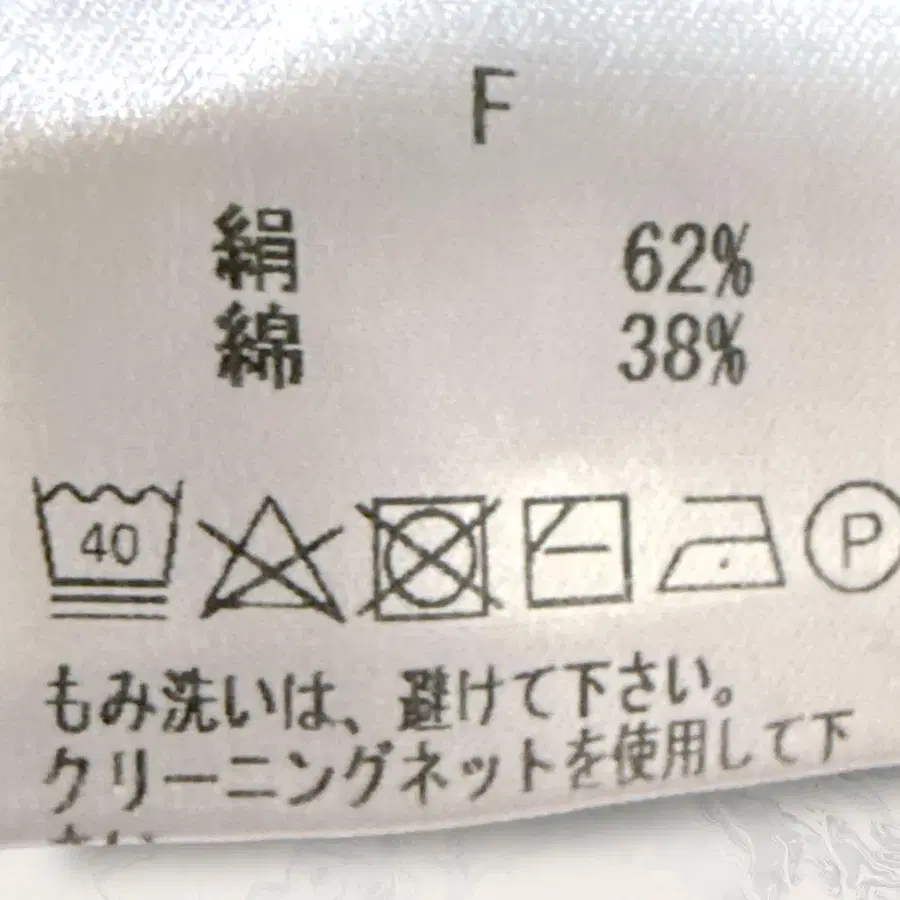 F
絹 62%
綿 38%
40 P
もみ洗いは、避けて下さい。
クリーニングネットを使用して下